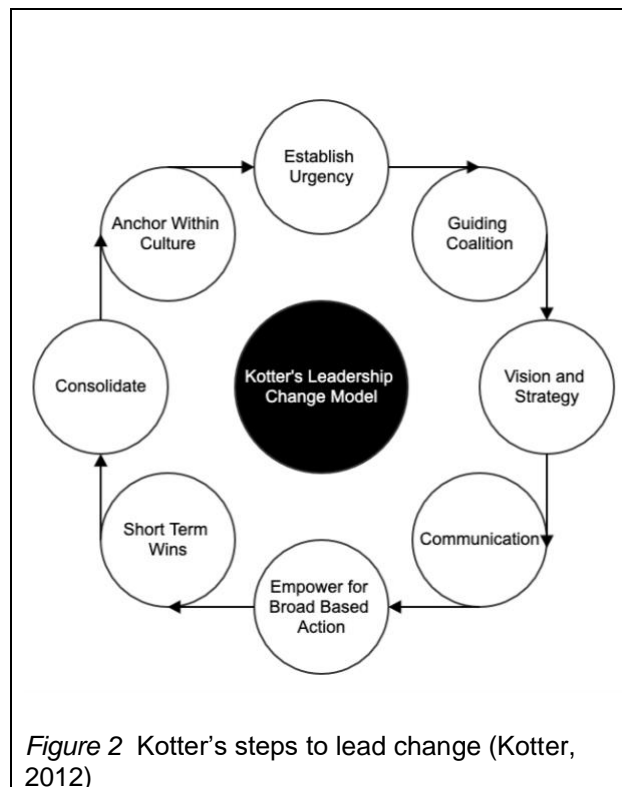 Establish
Urgency
Guiding
Coalition
Vision and
Strategy
Communication
Empower for
Broad Based
Action
Short Term
Wins
Consolidate
Anchor Within
Culture
Kotter's Leadership
Change Model
Figure 2 Kotter’s steps to lead change (Kotter,
2012)